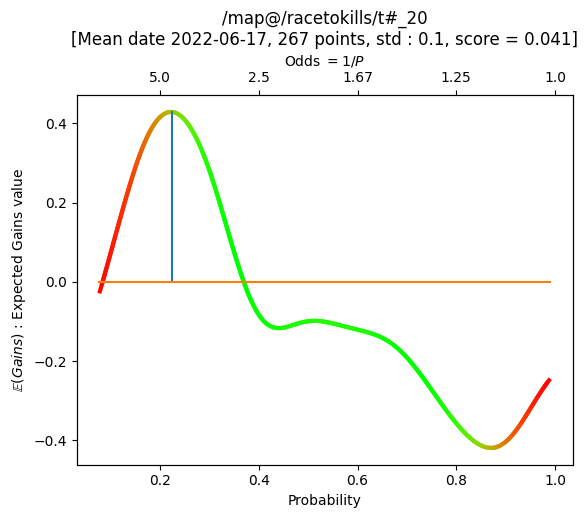 /map@/racetokills/t#_20
[Mean date 2022-06-17, 267 points, std : 0.1, score = 0.041]
Odds = 1/P
5.0 2.5 1.67 1.25 1.0
0.4
0.2
0.0
−0.2
−0.4
𝔼(Gains) : Expected Gains value
0.2 0.4 0.6 0.8 1.0
Probability